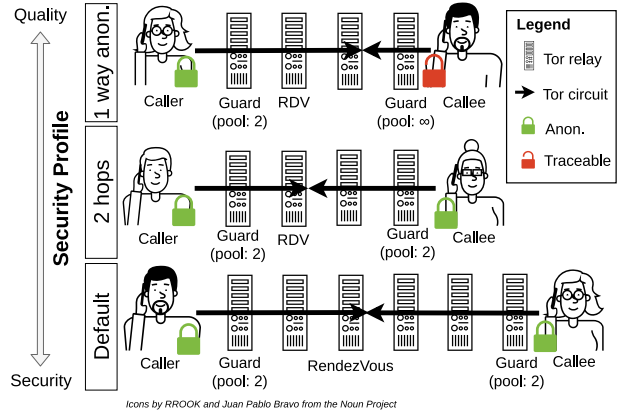 Quality
Security Profile
Security
1 way anon.
Caller
Guard
(pool: 2)
RDV
Guard
(pool: ∞)
Callee
2 hops
Caller
Guard
(pool: 2)
RDV
Guard
(pool: 2)
Callee
Default
Caller
Guard
(pool: 2)
RendezVous
Guard
(pool: 2)
Callee
Legend
Tor relay
Tor circuit
Anon.
Traceable
Icons by RROOK and Juan Pablo Bravo from the Noun Project